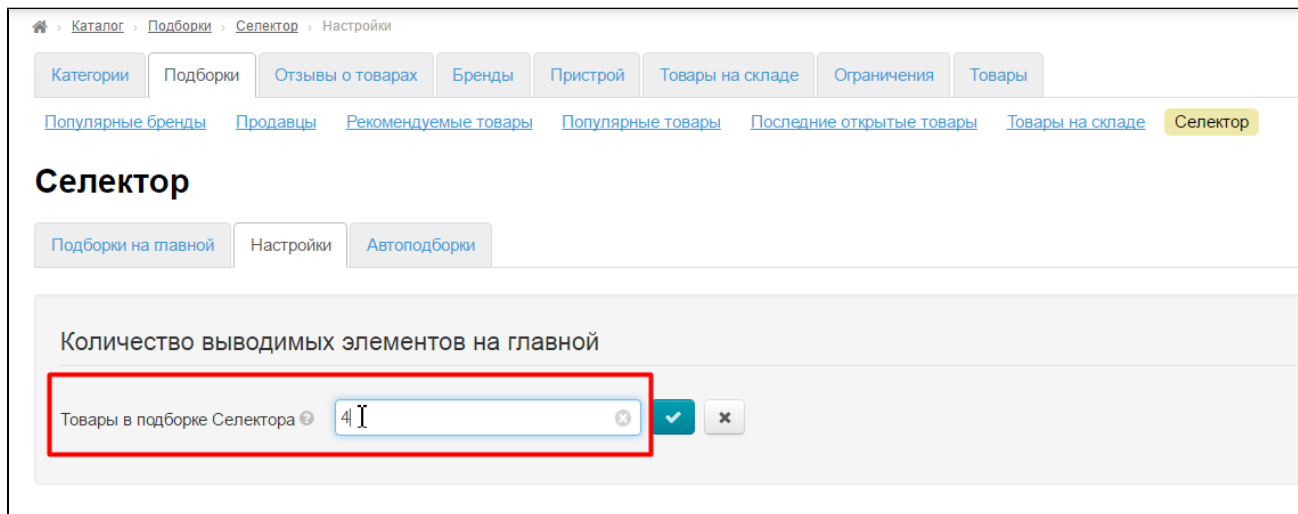 Каталог › Подборки › Селектор › Настройки
Категории Подборки Отзывы о товарах Бренды Пристрой Товары на складе Ограничения Товары
Популярные бренды Продавцы Рекомендуемые товары Популярные товары Последние открытые товары Товары на складе Селектор
Селектор
Подборки на главной Настройки Автоподборки
Количество выводимых элементов на главной
Товары в подборке Селектора ? 4